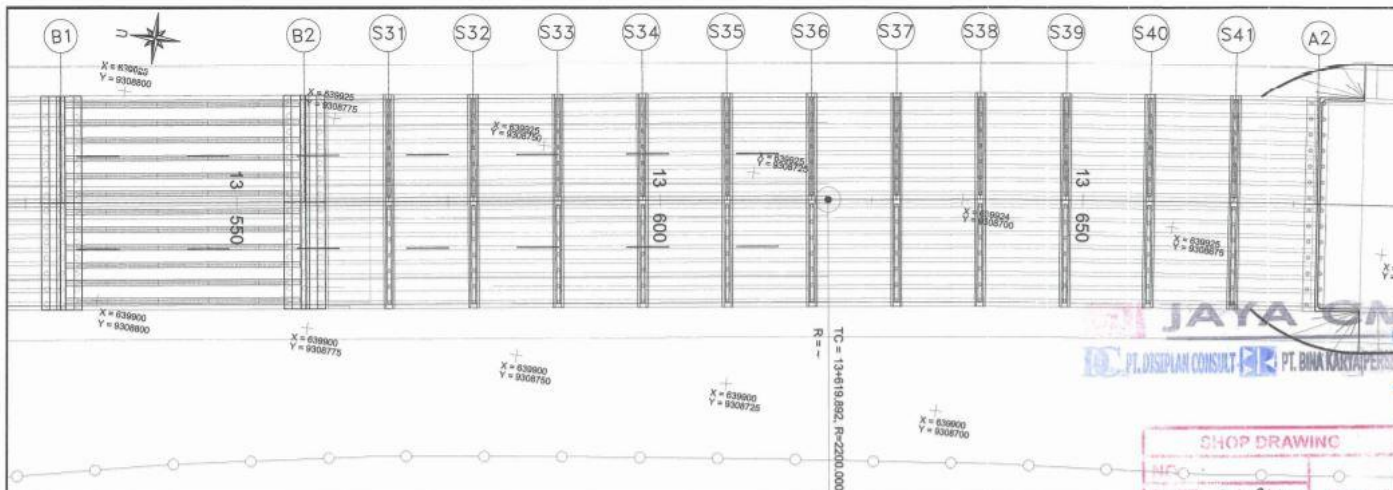 B1
B2
S31
S32
S33
S34
S35
S36
S37
S38
S39
S40
S41
A2
U
Y = 9308800
X = 639925
Y = 9308775
X = 639925
Y = 9308750
X = 639925
Y = 9308725
X = 639924
Y = 9308700
X = 639925
Y = 9308675
13 550
13 600
13 650
X = 639900
Y = 9308800
X = 639900
Y = 9308775
X = 639900
Y = 9308750
X = 639900
Y = 9308725
X = 639900
Y = 9308700
TC = 13+619.892, R=2200.000
R = ~
JAYA
PT. DISIPLAN CONSULT
PT. BINA KARYA
SHOP DRAWING
NO.